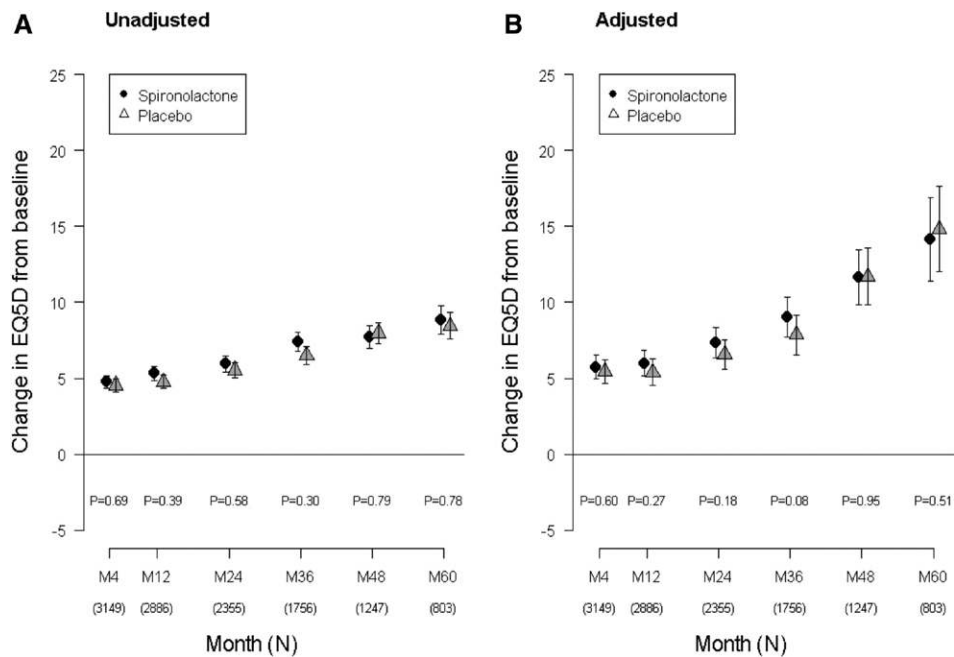 A Unadjusted
Spironolactone
Placebo
Change in EQ5D from baseline
25
20
15
10
5
0
-5
P=0.69 P=0.39 P=0.58 P=0.30 P=0.79 P=0.78
M4 M12 M24 M36 M48 M60
(3149) (2886) (2355) (1756) (1247) (803)
Month (N)
B Adjusted
Spironolactone
Placebo
Change in EQ5D from baseline
25
20
15
10
5
0
-5
P=0.60 P=0.27 P=0.18 P=0.08 P=0.95 P=0.51
M4 M12 M24 M36 M48 M60
(3149) (2886) (2355) (1756) (1247) (803)
Month (N)